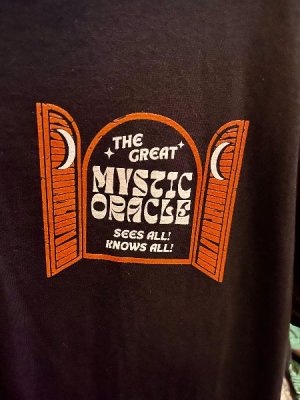 THE
GREAT
MYSTIC
ORACLE
SEES ALL!
KNOWS ALL!